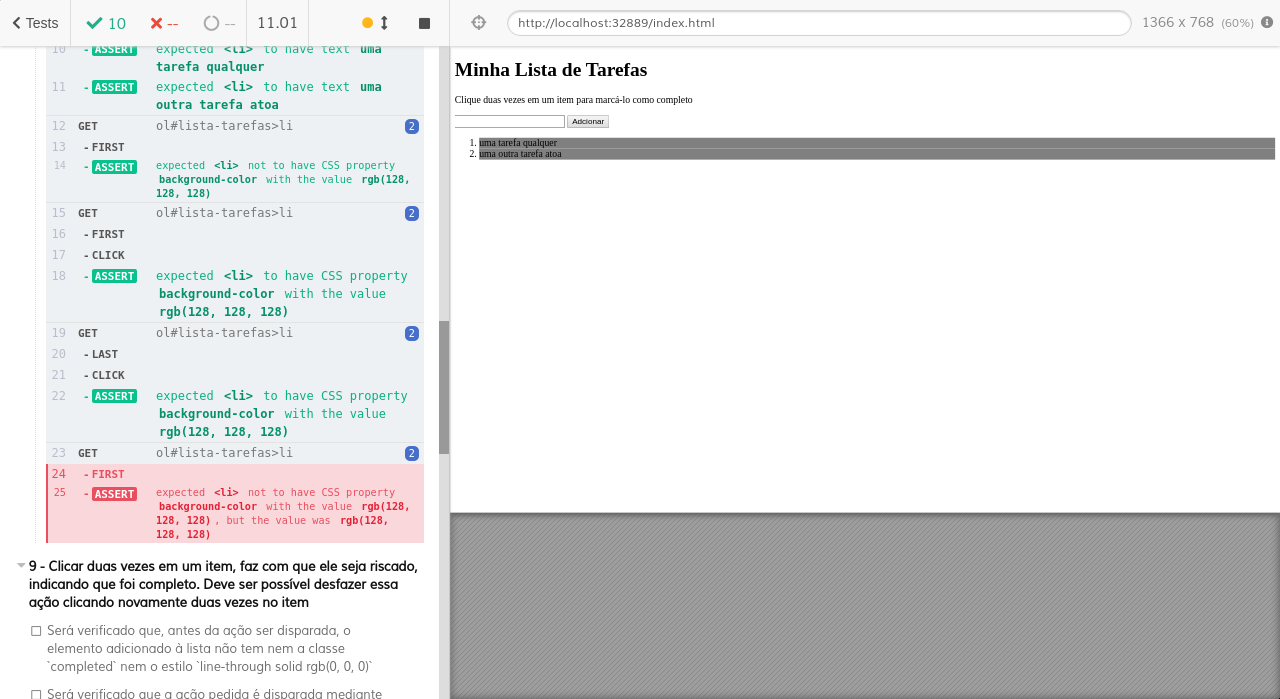 Tests 10 -- -- 11.01
10 - ASSERT expected <li> to have text uma
tarefa qualquer
11 - ASSERT expected <li> to have text uma
outra tarefa atoa
12 GET ol#lista-tarefas>li 2
13 - FIRST
14 - ASSERT expected <li> not to have CSS property
background-color with the value rgb(128,
128, 128)
15 GET ol#lista-tarefas>li 2
16 - FIRST
17 - CLICK
18 - ASSERT expected <li> to have CSS property
background-color with the value
rgb(128, 128, 128)
19 GET ol#lista-tarefas>li 2
20 - LAST
21 - CLICK
22 - ASSERT expected <li> to have CSS property
background-color with the value
rgb(128, 128, 128)
23 GET ol#lista-tarefas>li 2
24 - FIRST
25 - ASSERT expected <li> not to have CSS property
background-color with the value rgb(128,
128, 128) , but the value was rgb(128,
128, 128)
9 - Clicar duas vezes em um item, faz com que ele seja riscado,
indicando que foi completo. Deve ser possível desfazer essa
ação clicando novamente duas vezes no item
Será verificado que, antes da ação ser disparada, o
elemento adicionado à lista não tem nem a classe
`completed` nem o estilo `line-through solid rgb(0, 0, 0)`
Será verificado que a ação pedida é disparada mediante
http://localhost:32889/index.html 1366 x 768 (60%)
Minha Lista de Tarefas
Clique duas vezes em um item para marcá-lo como completo
Adicionar
1. uma tarefa qualquer
2. uma outra tarefa atoa